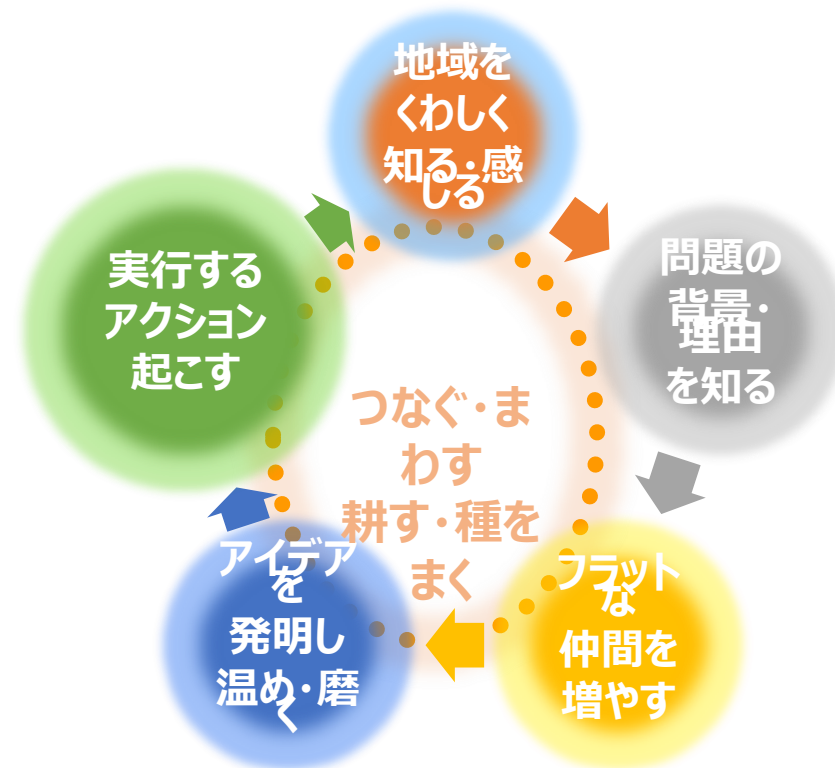 地域を
くわしく
知る・感
じる
問題の
背景・
理由
を知る
フラット
な
仲間を
増やす
アイデア
を
発明し
温め・磨
く
実行する
アクション
起こす
つなぐ・ま
わす
耕す・種を
まく